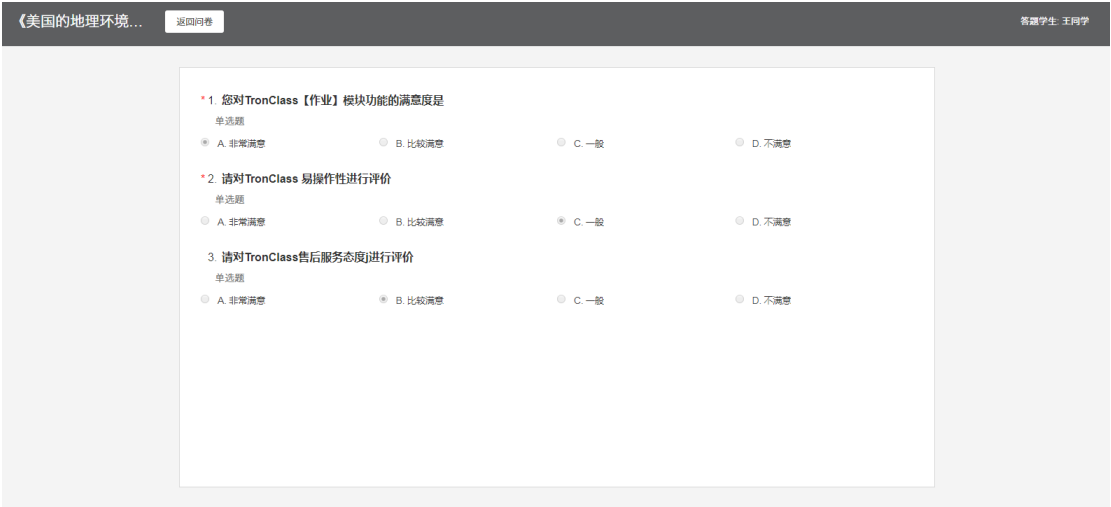 《美国的地理环境... 返回问卷 答题学生: 王同学
* 1. 您对TronClass【作业】模块功能的满意度是
单选题
A. 非常满意 B. 比较满意 C. 一般 D. 不满意
* 2. 请对TronClass 易操作性进行评价
单选题
A. 非常满意 B. 比较满意 C. 一般 D. 不满意
3. 请对TronClass售后服务态度j进行评价
单选题
A. 非常满意 B. 比较满意 C. 一般 D. 不满意